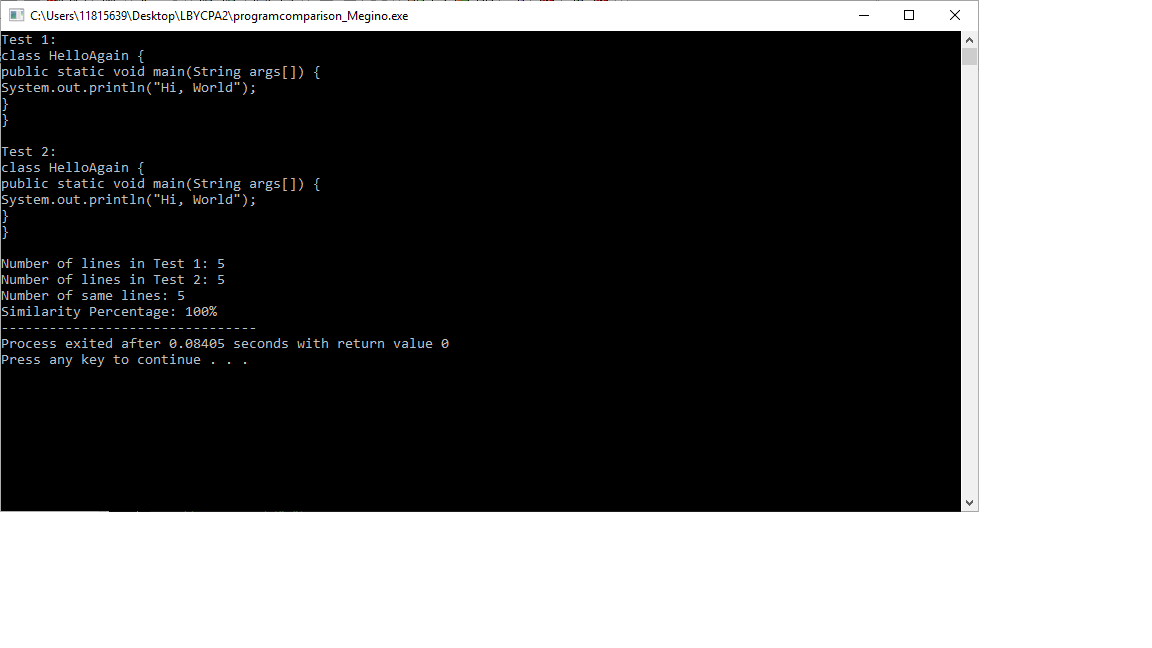 C:\Users\11815639\Desktop\LBYCPA2\programcomparison_Megino.exe
Test 1:
class HelloAgain {
public static void main(String args[]) {
System.out.println("Hi, World");
}
}
Test 2:
class HelloAgain {
public static void main(String args[]) {
System.out.println("Hi, World");
}
}
Number of lines in Test 1: 5
Number of lines in Test 2: 5
Number of same lines: 5
Similarity Percentage: 100%
--------------------------------
Process exited after 0.08405 seconds with return value 0
Press any key to continue . . .